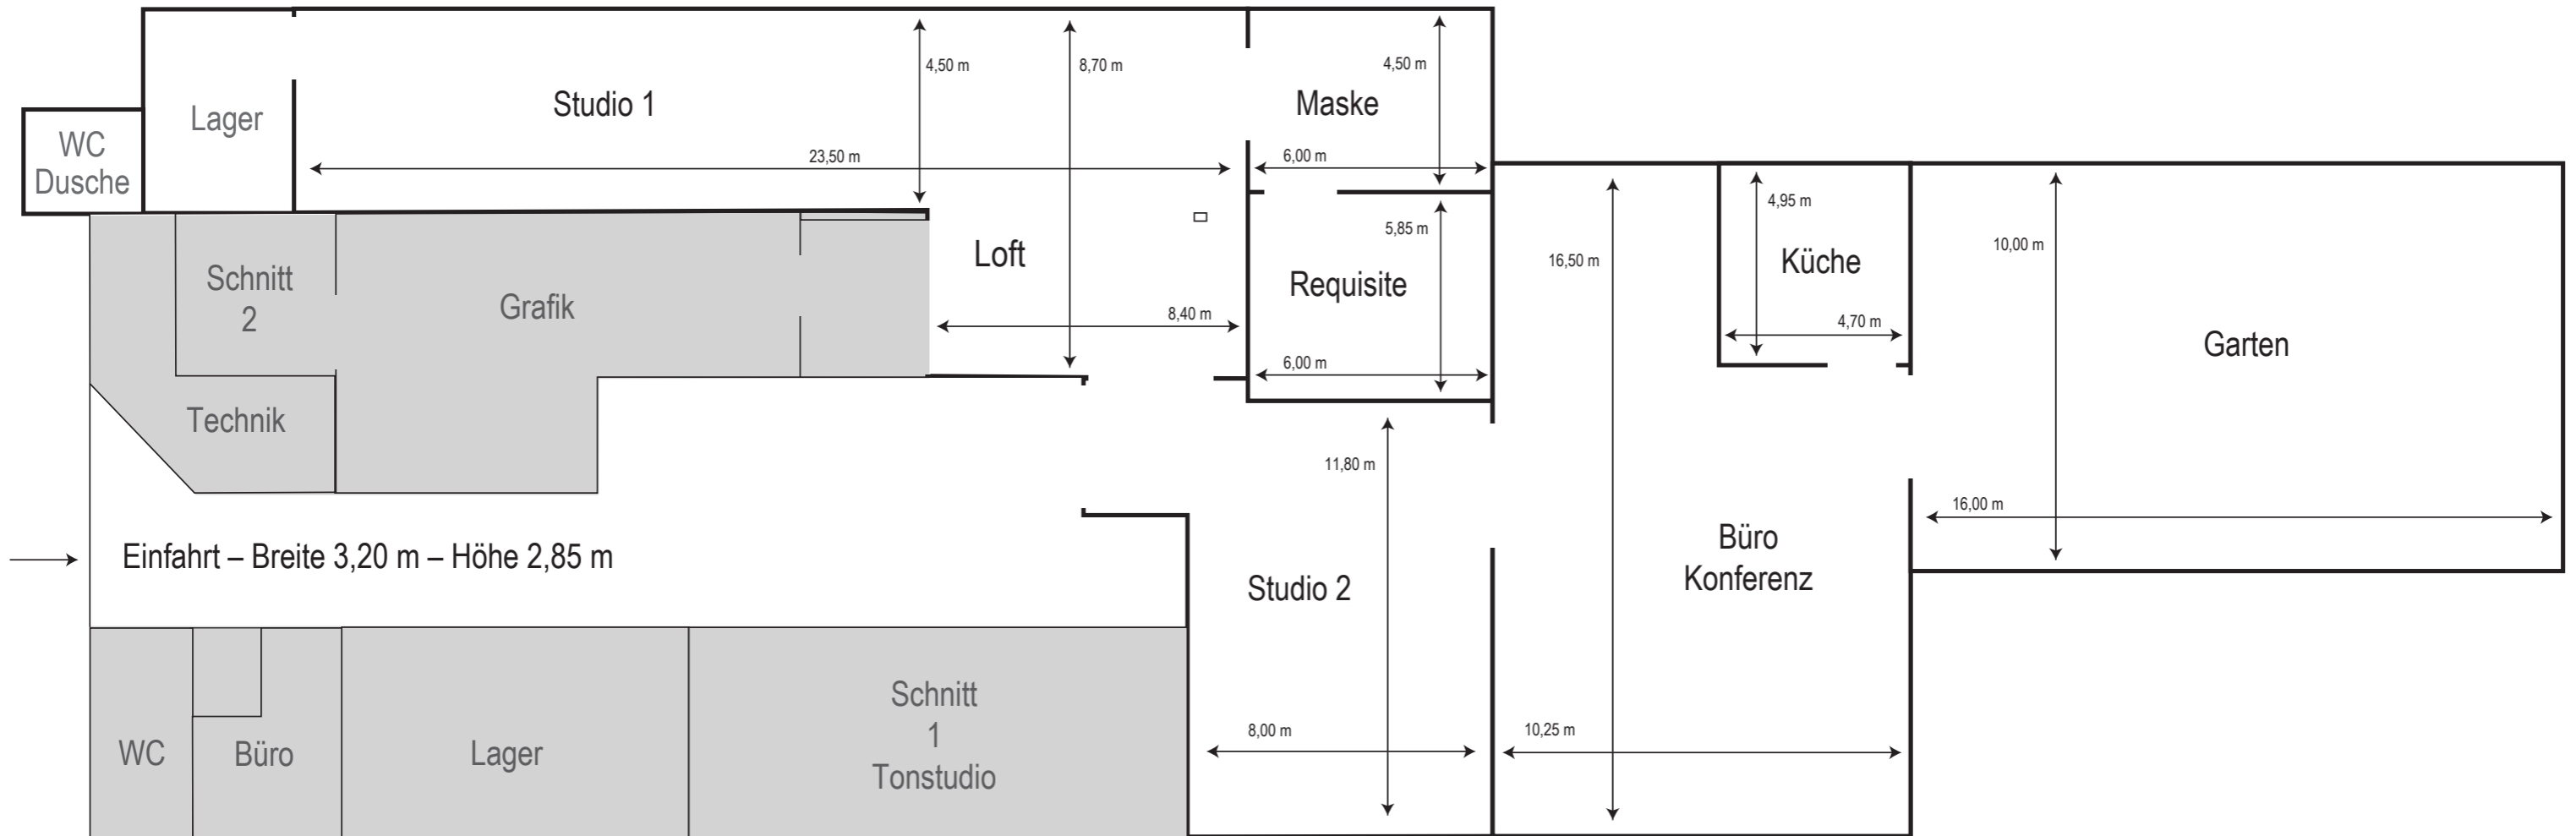 4,50 m
8,70 m
4,50 m
Studio 1
Maske
Lager
WC
Dusche
23,50 m
6,00 m
4,95 m
5,85 m
10,00 m
Loft
16,50 m
Küche
Schnitt
2
Requisite
Grafik
8,40 m
4,70 m
Garten
6,00 m
Technik
11,80 m
16,00 m
Einfahrt – Breite 3,20 m – Höhe 2,85 m
Büro
Konferenz
Studio 2
Schnitt
1
Tonstudio
8,00 m
10,25 m
WC
Büro
Lager